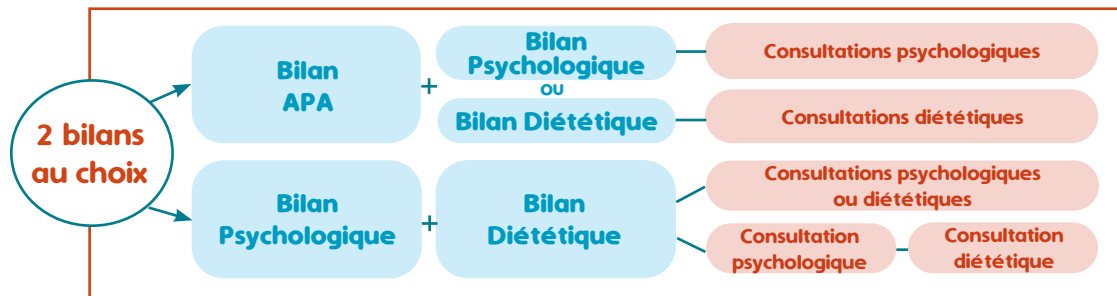 2 bilans
au choix
Bilan
APA
+
Bilan
Psychologique
ou
Bilan Diététique
Consultations psychologiques
Consultations diététiques
Bilan
Psychologique
+
Bilan
Diététique
Consultations psychologiques
ou diététiques
Consultation
psychologique
Consultation
diététique